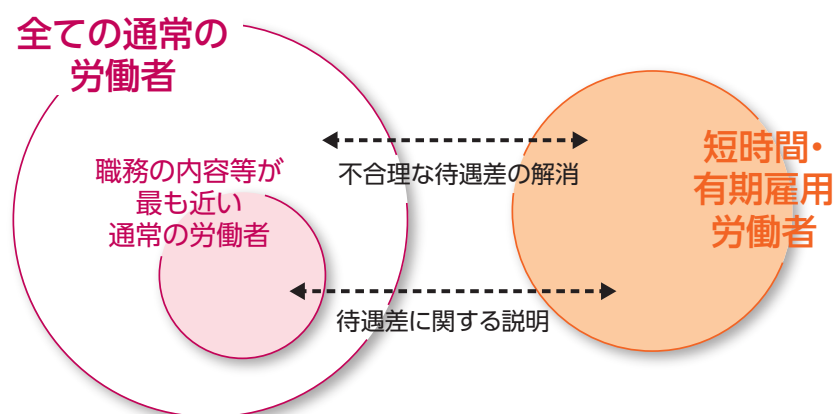 全ての通常の
労働者
職務の内容等が
最も近い
通常の労働者
不合理な待遇差の解消
待遇差に関する説明
短時間・
有期雇用
労働者